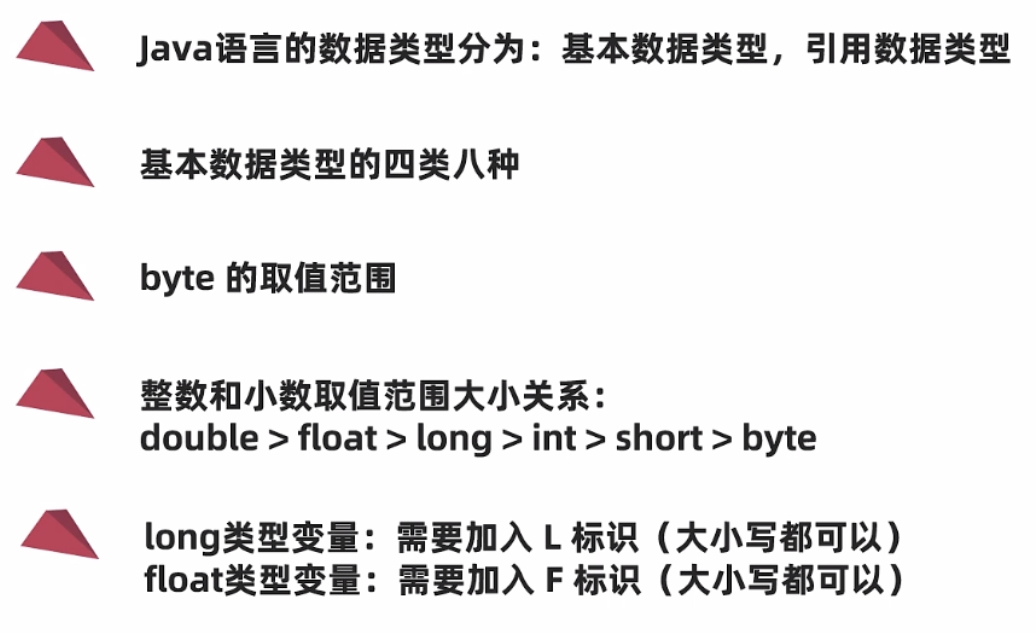 Java语言的数据类型分为：基本数据类型，引用数据类型
基本数据类型的四类八种
byte 的取值范围
整数和小数取值范围大小关系：
double > float > long > int > short > byte
long类型变量：需要加入 L 标识（大小写都可以）
float类型变量：需要加入 F 标识（大小写都可以）